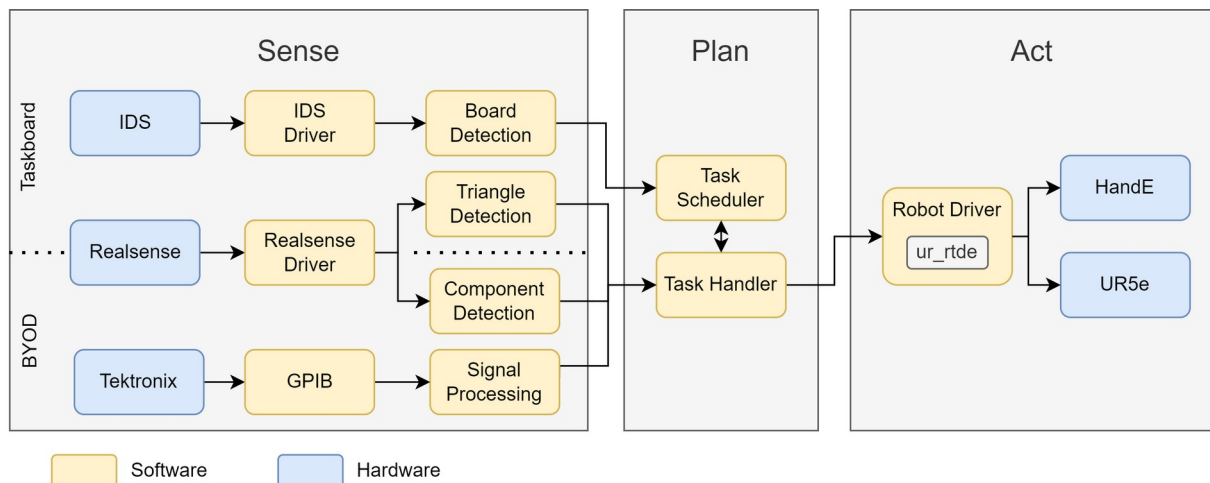 Sense
Plan
Act
Taskboard
IDS
IDS
Driver
Board
Detection
Triangle
Detection
Realsense
Realsense
Driver
Component
Detection
BYOD
Tektronix
GPIB
Signal
Processing
Task
Scheduler
Task Handler
Robot Driver
ur_rtde
HandE
UR5e
Software
Hardware